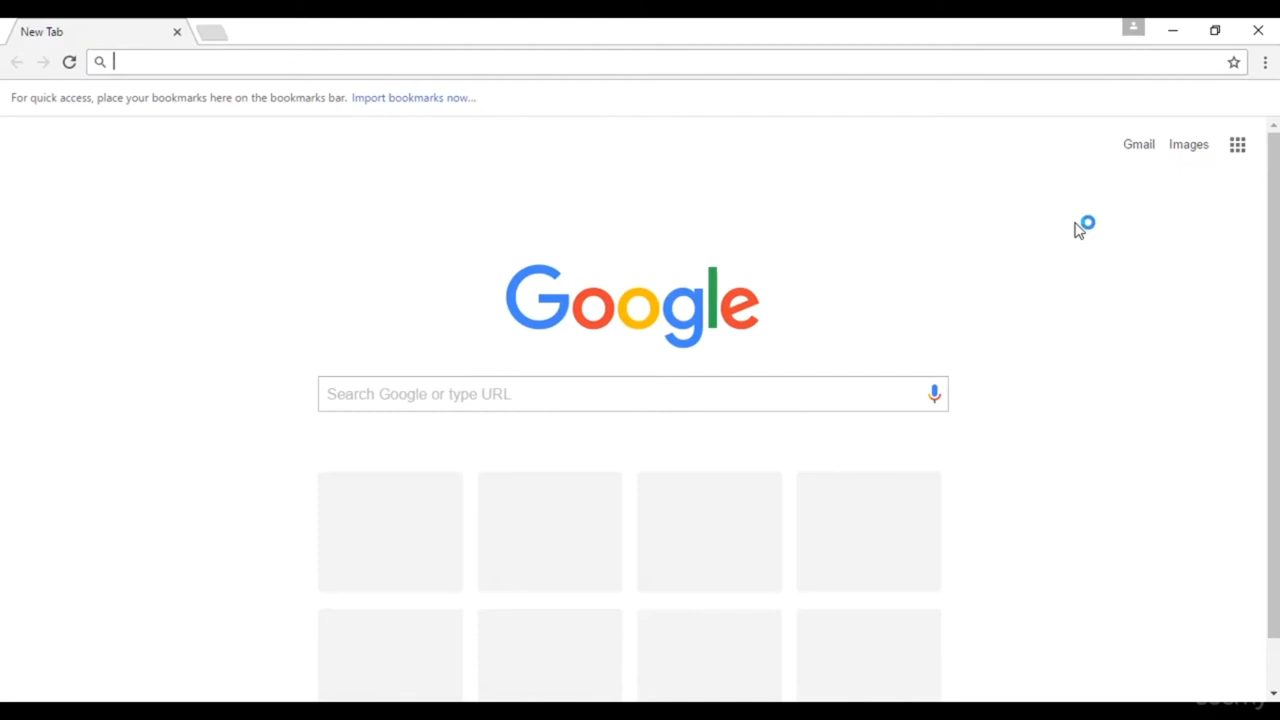 New Tab
For quick access, place your bookmarks here on the bookmarks bar. Import bookmarks now...
Gmail Images
Google
Search Google or type URL